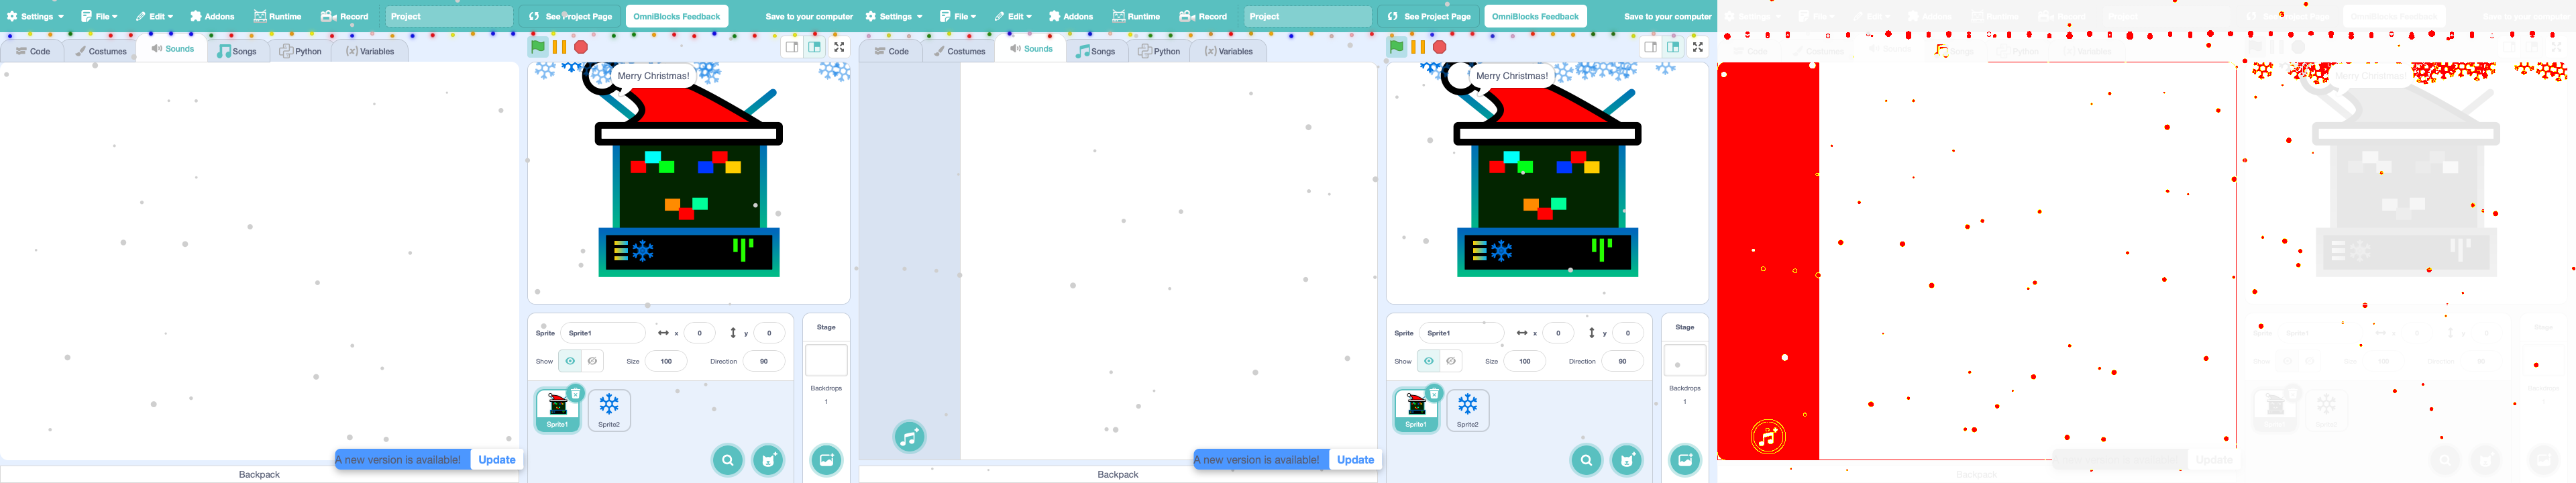 Settings File Edit Addons Runtime Record Project See Project Page OmniBlocks Feedback Save to your computer
Code Costumes Sounds Songs Python (x) Variables
Merry Christmas!
Sprite Sprite1 x 0 y 0
Show Size 100 Direction 90
Stage
Backdrops
1
Sprite1 Sprite2
A new version is available! Update
Backpack
Settings File Edit Addons Runtime Record Project See Project Page OmniBlocks Feedback Save to your computer
Code Costumes Sounds Songs Python (x) Variables
Merry Christmas!
Sprite Sprite1 x 0 y 0
Show Size 100 Direction 90
Stage
Backdrops
1
Sprite1 Sprite2
A new version is available! Update
Backpack
Merry Christmas!
Update
Backpack